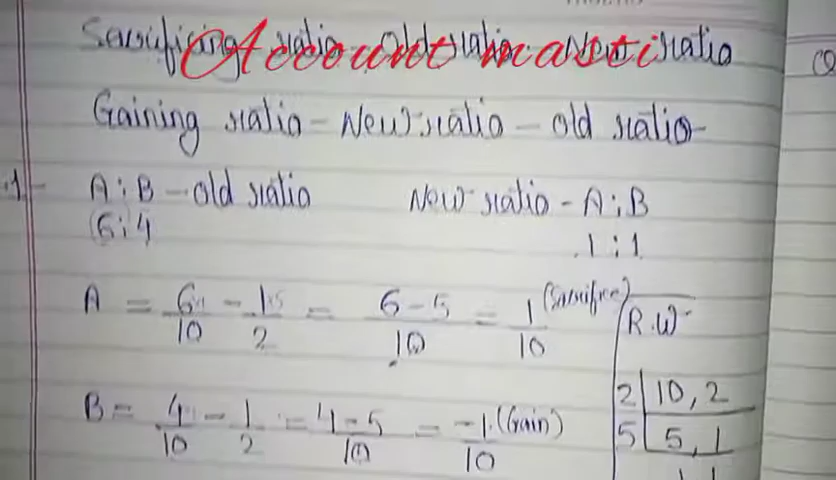 Sacrificing ratio - Old ratio - New ratio
Account masti
Gaining ratio - New ratio - old ratio
1- A : B - old ratio New ratio - A : B
6 : 4 1 : 1
A = 6/10 - 1/2 = 6-5/10 = 1/10 (Sacrifice)
R.W
B = 4/10 - 1/2 = 4-5/10 = -1/10 (Gain)
2 | 10, 2
5 | 5, 1
1, 1